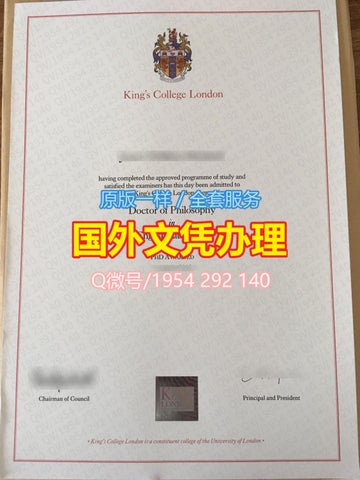 King's College London
having completed the approved programme of study and
satisfied the examiners has this day been admitted to
原版一样／全套服务
Doctor of Philosophy
in
国外文凭办理
PhD AWARDED
Q微号/1954 292 140
Chairman of Council
Principal and President
• King's College London is a constituent college of the University of London •